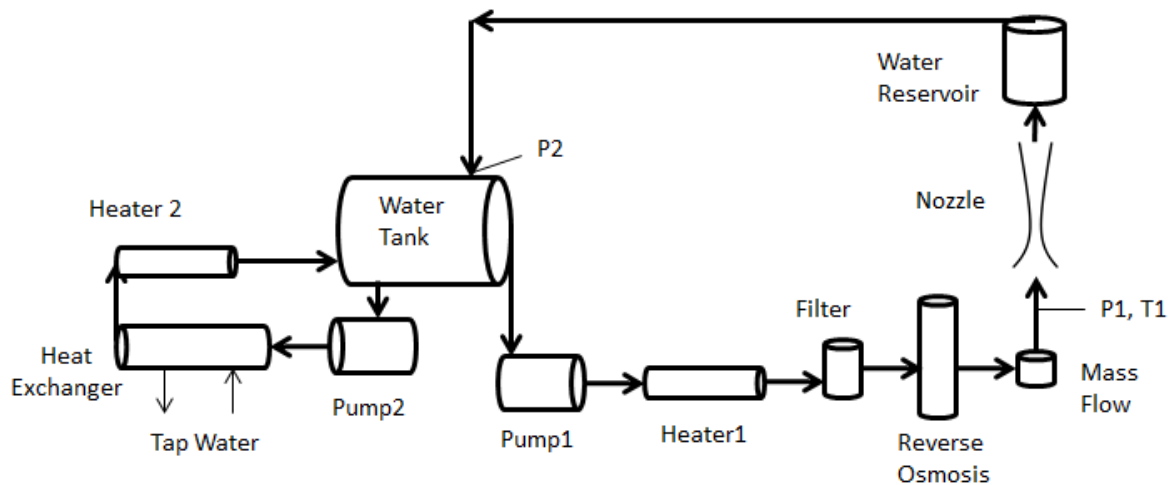 Water
Reservoir
P2
Heater 2
Water
Tank
Nozzle
Filter
P1, T1
Heat
Exchanger
Mass
Flow
Pump2
Tap Water
Pump1
Heater1
Reverse
Osmosis